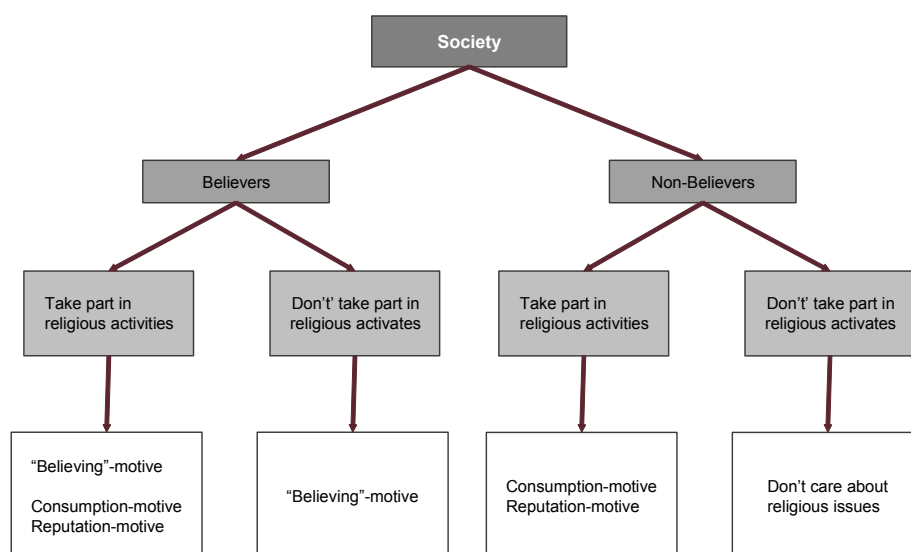 Society
Believers
Non-Believers
Take part in
religious activities
Don't' take part in
religious activates
Take part in
religious activities
Don't' take part in
religious activates
“Believing”-motive
Consumption-motive
Reputation-motive
“Believing”-motive
Consumption-motive
Reputation-motive
Don't care about
religious issues